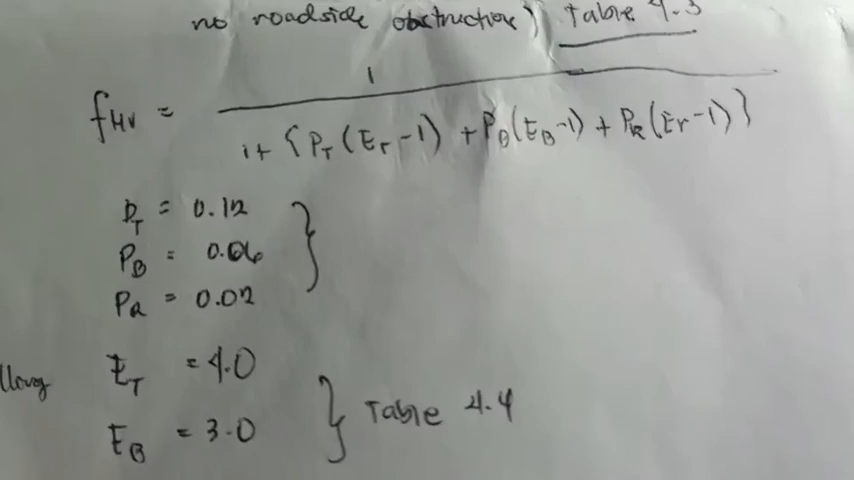 no roadside obstruction) Table 4.3
fHV = 1 / 1+ {PT (ET -1) + PB(EB-1) + PR(Er-1)}
PT = 0.12
PB = 0.06
PR = 0.02
ET = 4.0
EB = 3.0 } Table 4.4